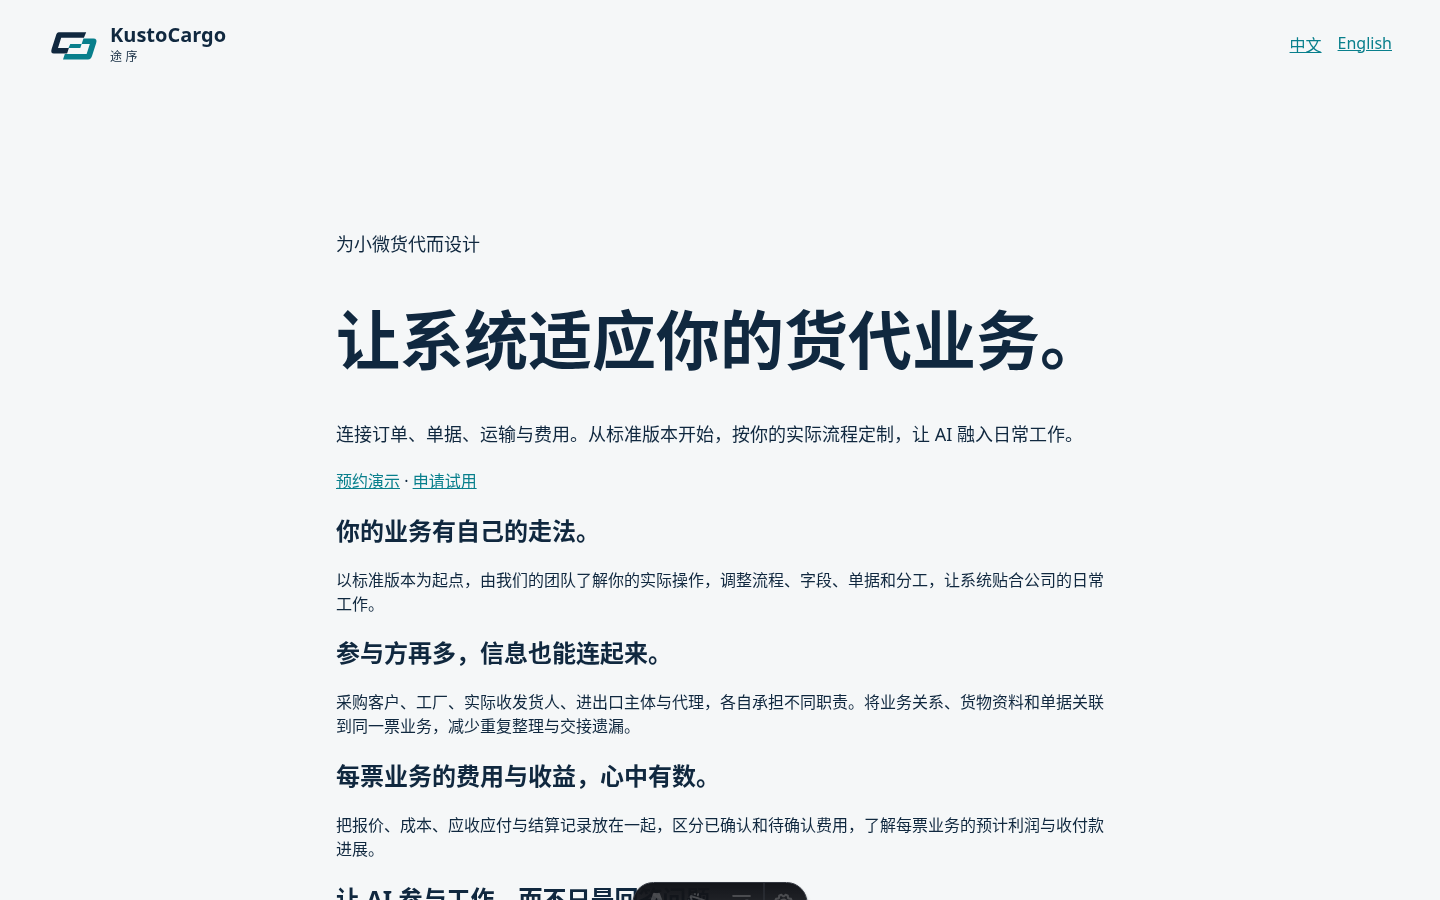 KustoCargo
途序
中文 English
为小微货代而设计
让系统适应你的货代业务。
连接订单、单据、运输与费用。从标准版本开始，按你的实际流程定制，让 AI 融入日常工作。
预约演示 · 申请试用
你的业务有自己的走法。
以标准版本为起点，由我们的团队了解你的实际操作，调整流程、字段、单据和分工，让系统贴合公司的日常
工作。
参与方再多，信息也能连起来。
采购客户、工厂、实际收发货人、进出口主体与代理，各自承担不同职责。将业务关系、货物资料和单据关联
到同一票业务，减少重复整理与交接遗漏。
每票业务的费用与收益，心中有数。
把报价、成本、应收应付与结算记录放在一起，区分已确认和待确认费用，了解每票业务的预计利润与收付款
进展。
让 AI 参与工作，而不只是回